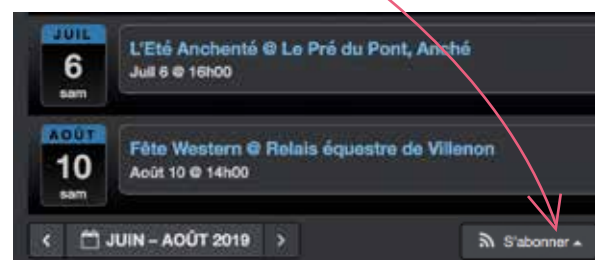 JUIL
6
sam
L'Eté Anchenté @ Le Pré du Pont, Anché
Juil 6 @ 16h00
AOÛT
10
sam
Fête Western @ Relais équestre de Villenon
Août 10 @ 14h00
JUIN – AOÛT 2019
S'abonner